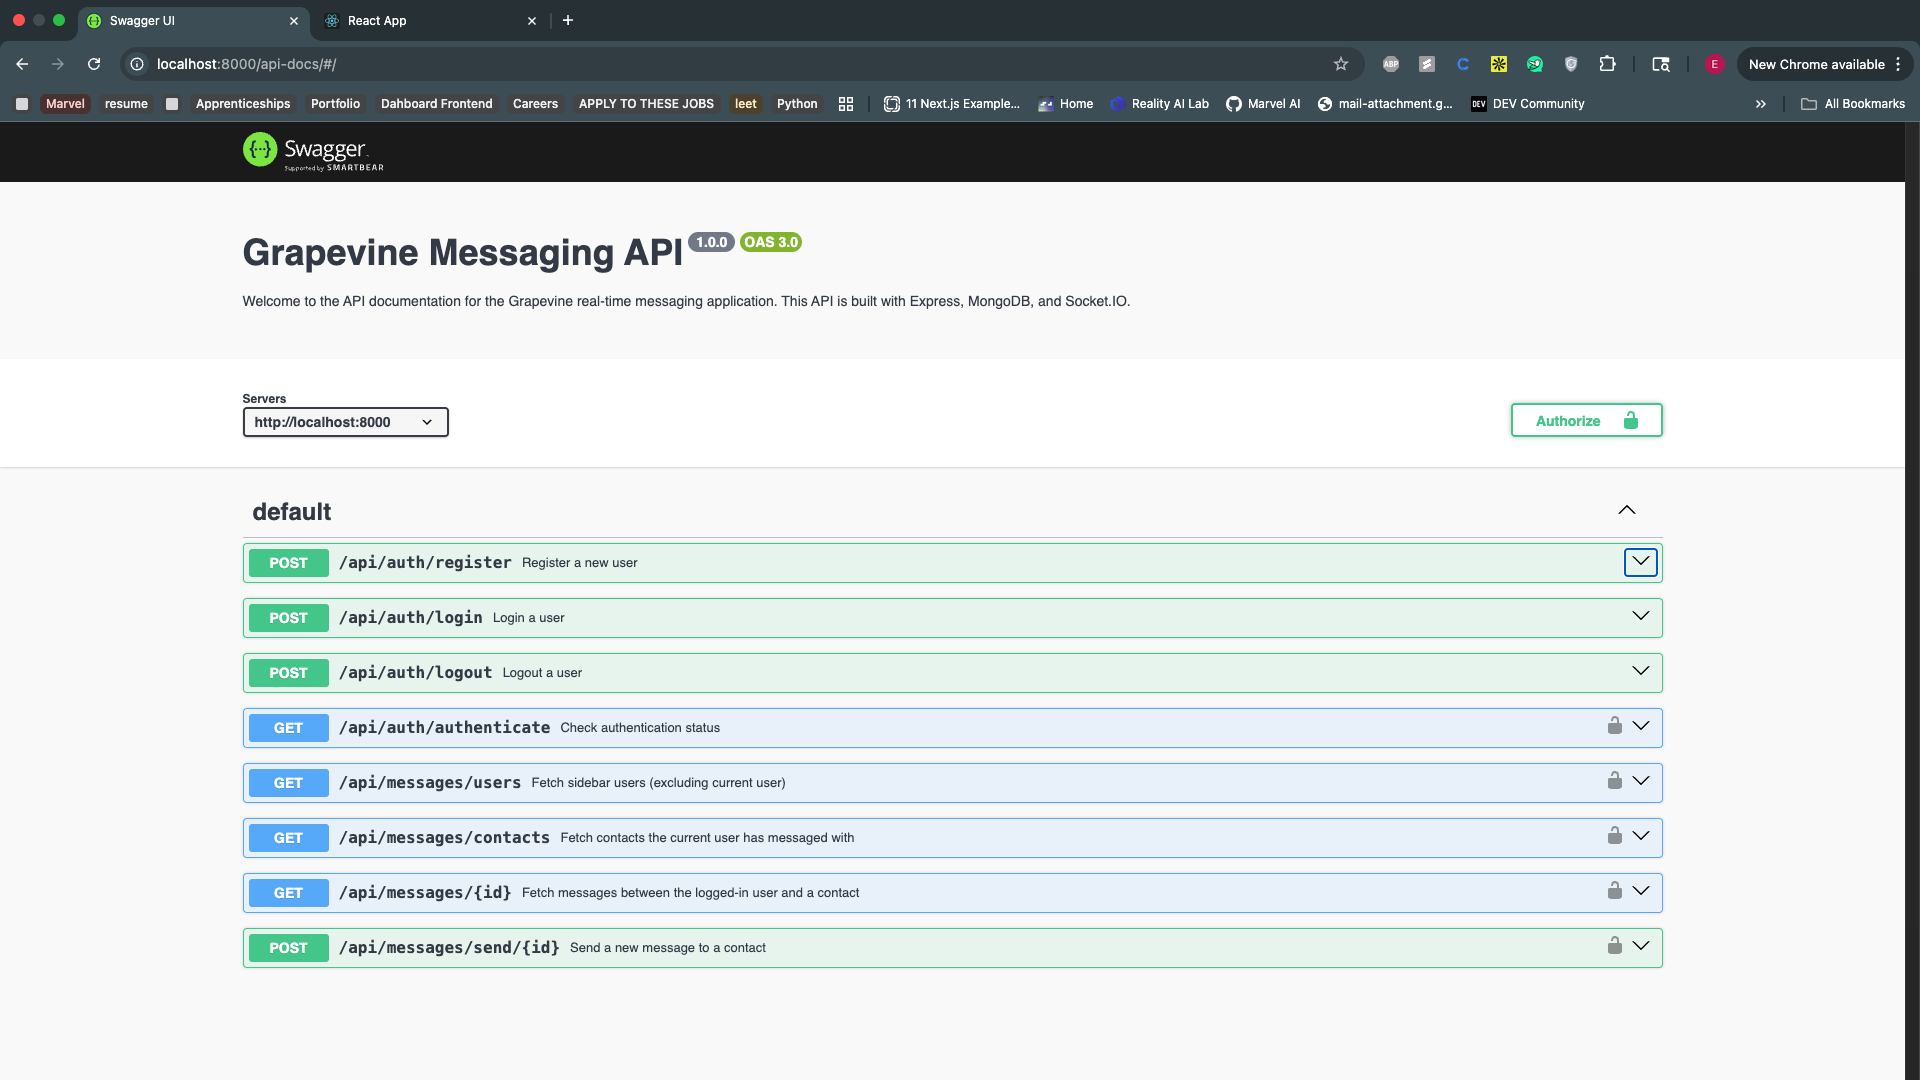 Swagger UI
React App
localhost:8000/api-docs/#/
ABP
E
New Chrome available
Marvel
resume
Apprenticeships
Portfolio
Dahboard Frontend
Careers
APPLY TO THESE JOBS
leet
Python
11 Next.js Example...
Home
Reality AI Lab
Marvel AI
mail-attachment.g...
DEV
DEV Community
All Bookmarks
Swagger
Supported by SMARTBEAR
Grapevine Messaging API 1.0.0 OAS 3.0
Welcome to the API documentation for the Grapevine real-time messaging application. This API is built with Express, MongoDB, and Socket.IO.
Servers
http://localhost:8000
Authorize
default
POST /api/auth/register Register a new user
POST /api/auth/login Login a user
POST /api/auth/logout Logout a user
GET /api/auth/authenticate Check authentication status
GET /api/messages/users Fetch sidebar users (excluding current user)
GET /api/messages/contacts Fetch contacts the current user has messaged with
GET /api/messages/{id} Fetch messages between the logged-in user and a contact
POST /api/messages/send/{id} Send a new message to a contact